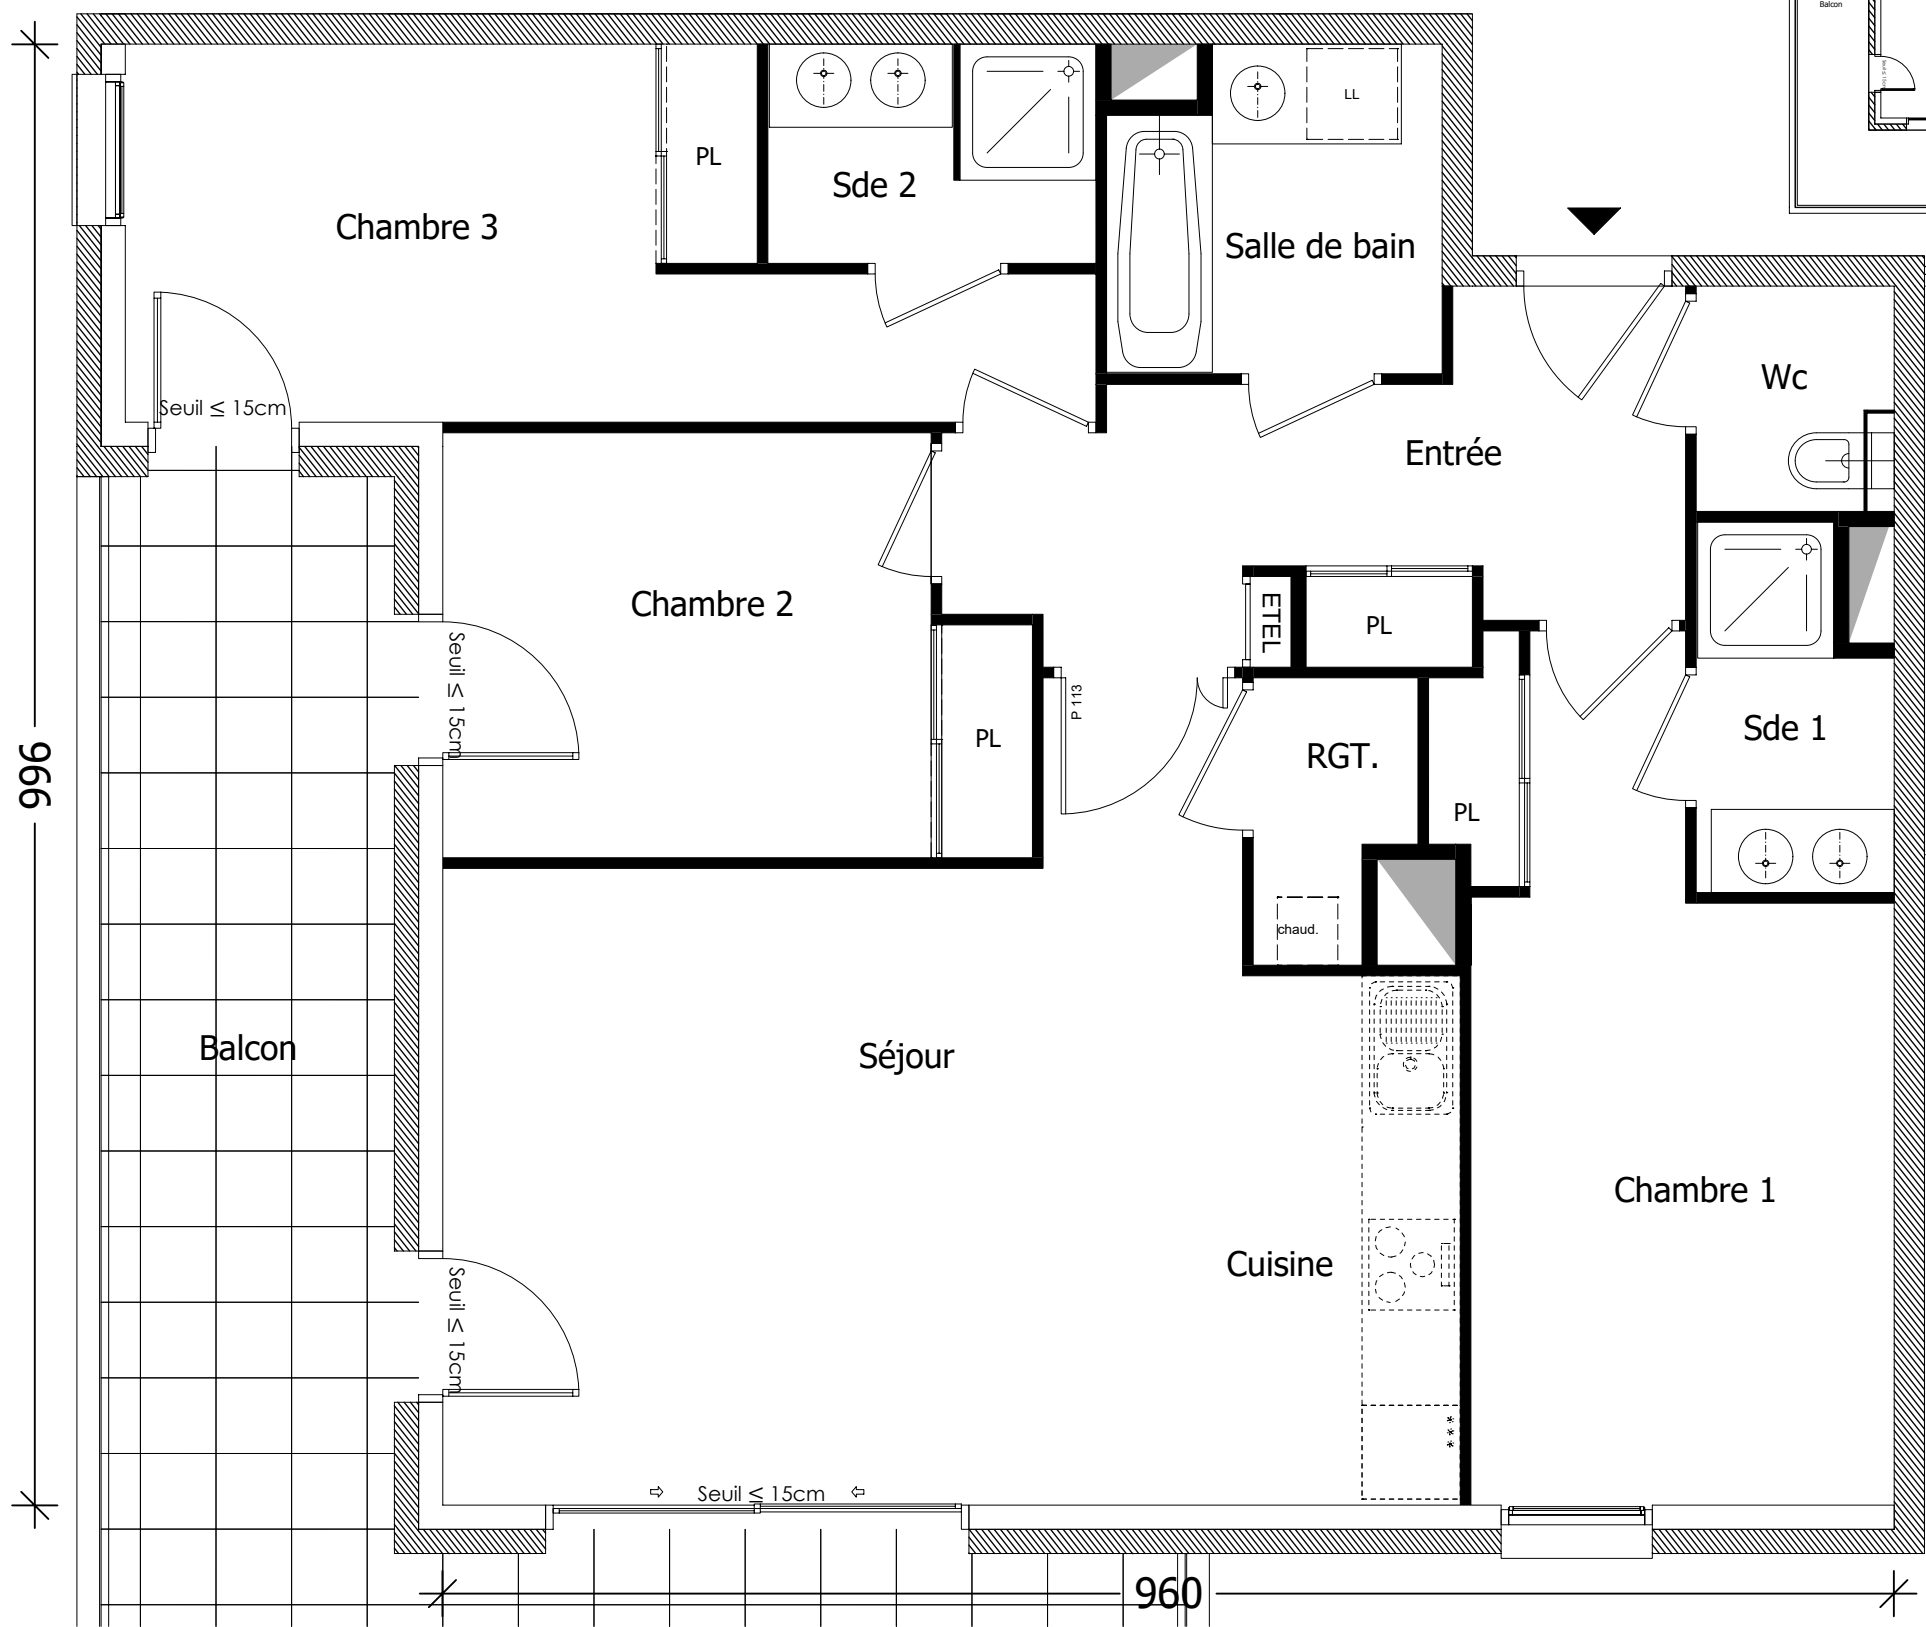 Balcon
LL
PL
Sde 2
Chambre 3
Salle de bain
Wc
Seuil ≤ 15cm
Entrée
Chambre 2
ETEL
PL
Seuil ≤ 15cm
P 113
PL
RGT.
Sde 1
996
PL
chaud.
Balcon
Séjour
Chambre 1
Cuisine
Seuil ≤ 15cm
***
Seuil ≤ 15cm
960